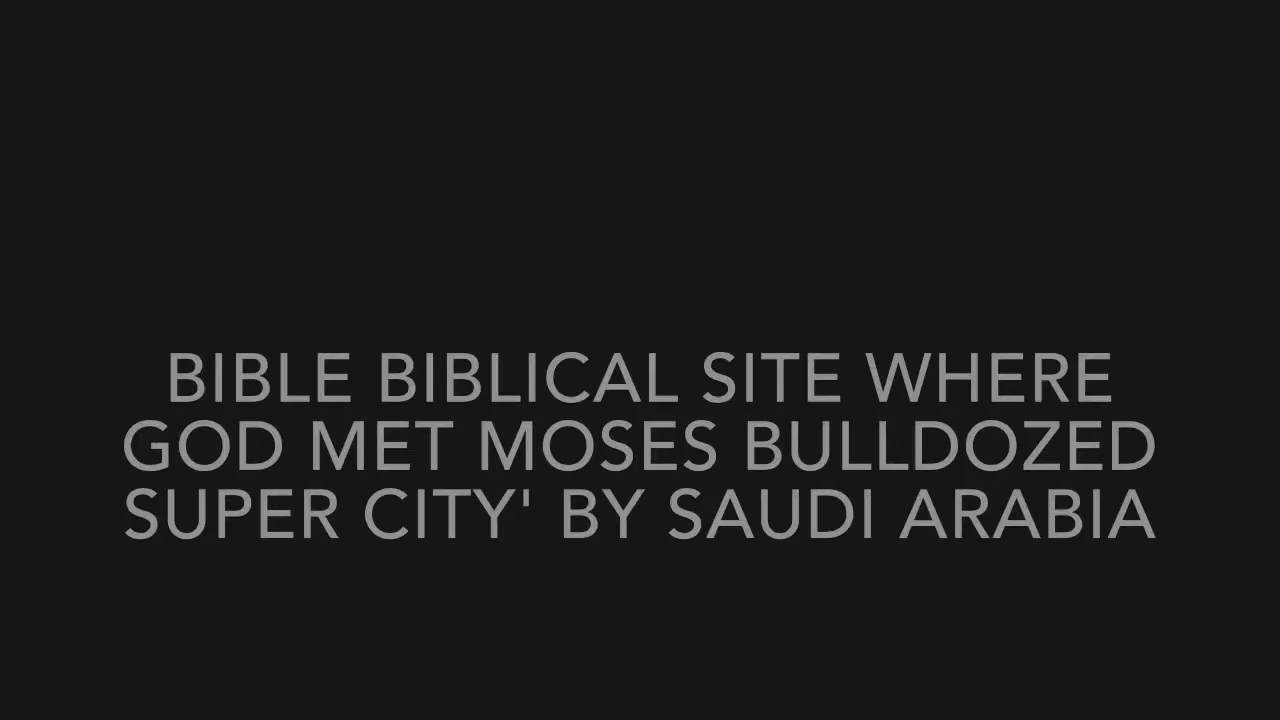 BIBLE BIBLICAL SITE WHERE
GOD MET MOSES BULLDOZED
SUPER CITY' BY SAUDI ARABIA